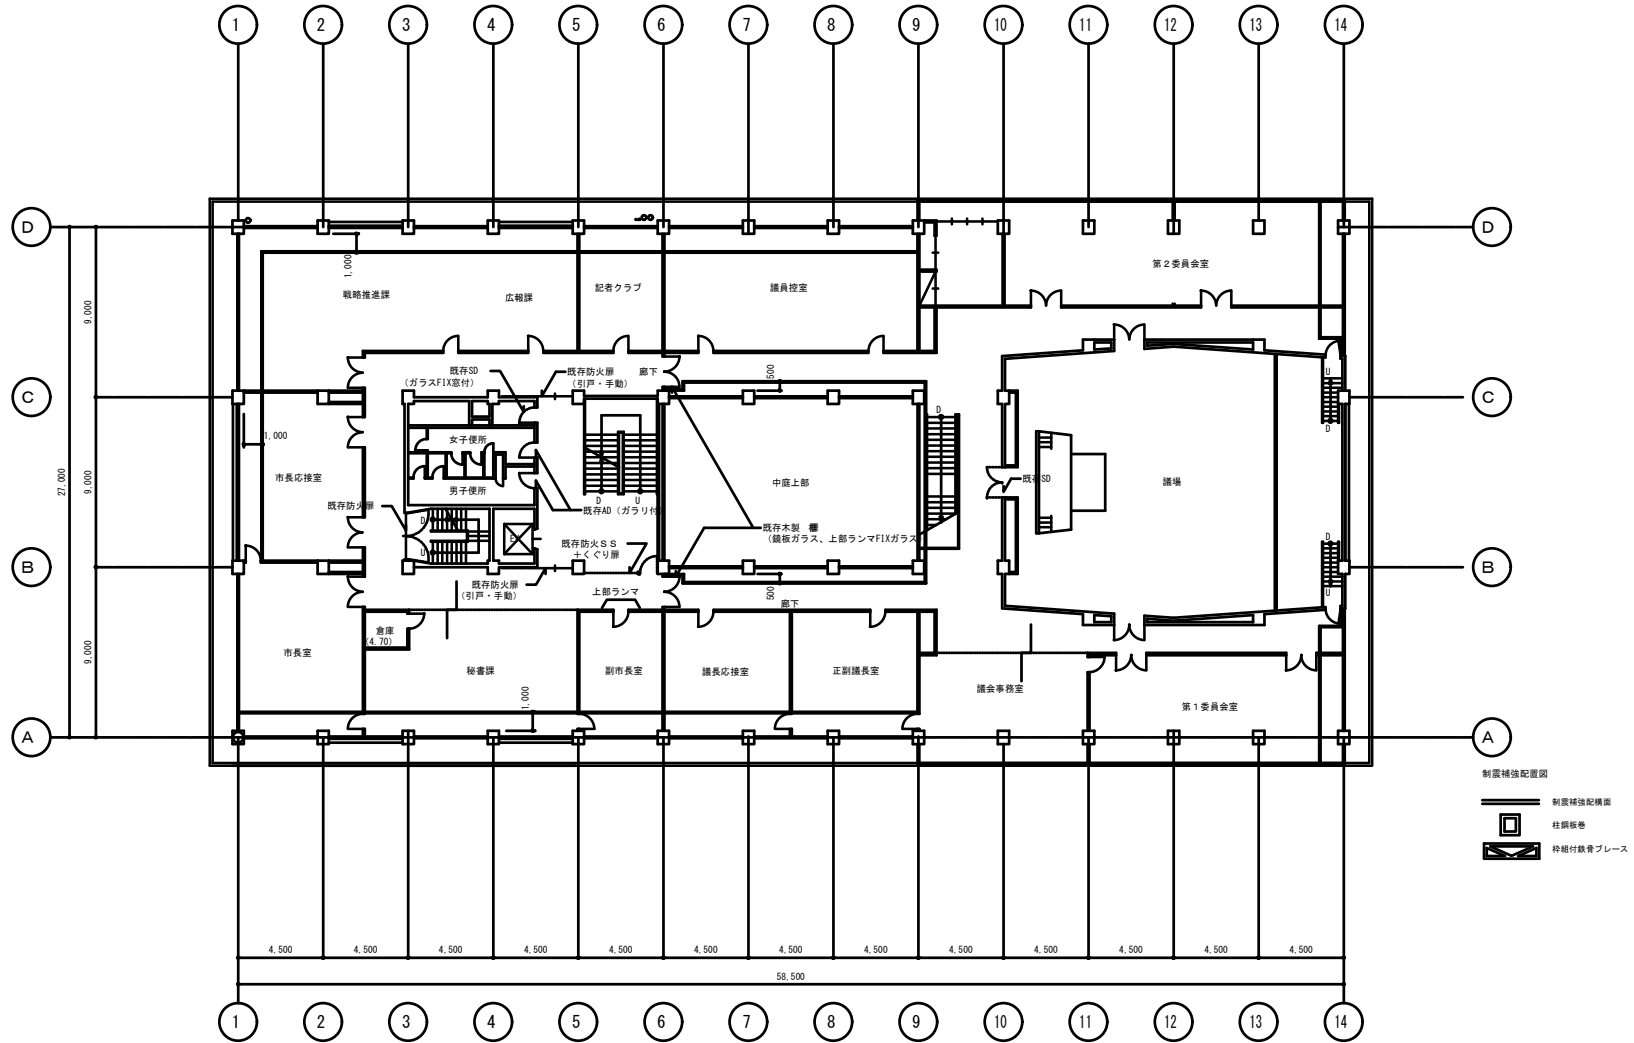 1 2 3 4 5 6 7 8 9 10 11 12 13 14
D
D
第2委員会室
記者クラブ
議員控室
戦略推進課
広報課
1,000
9,000
既存SD
(ガラスFIX窓付)
既存防火扉
(引戸・手動)
廊下
500
C
C
1,000
女子便所
市長応接室
男子便所
中庭上部
議場
既存SD
27,000
9,000
既存防火扉
既存AD(ガラリ付
既存木製
(鏡板ガラス、上部ランマFIXガラス
既存防火SS
+くぐり扉
D
U
D
U
D
U
D
D
U
B
B
既存防火扉
(引戸・手動)
上部ランマ
500
廊下
倉庫
(4.70)
9,000
市長室
秘書課
副市長室
議長応接室
正副議長室
議会事務室
第1委員会室
1,000
A
A
制震補強配置図
制震補強配構面
柱鋼板巻
枠組付鉄骨ブレース
4,500 4,500 4,500 4,500 4,500 4,500 4,500 4,500 4,500 4,500 4,500 4,500 4,500
58,500
1 2 3 4 5 6 7 8 9 10 11 12 13 14